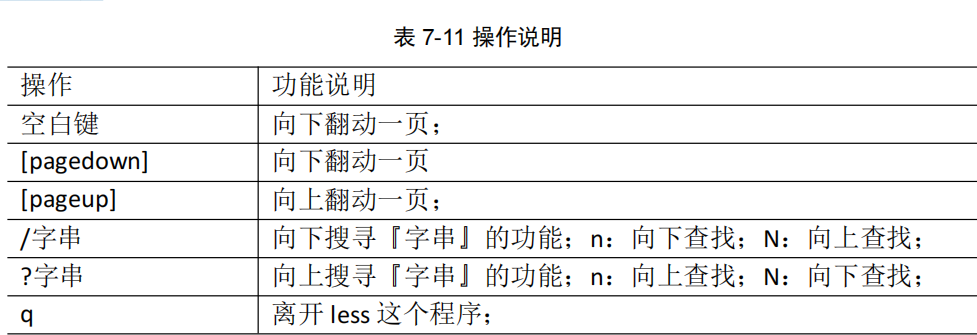 表 7-11 操作说明
操作 功能说明
空白键 向下翻动一页；
[pagedown] 向下翻动一页
[pageup] 向上翻动一页；
/字串 向下搜寻『字串』的功能；n：向下查找；N：向上查找；
?字串 向上搜寻『字串』的功能；n：向上查找；N：向下查找；
q 离开 less 这个程序；